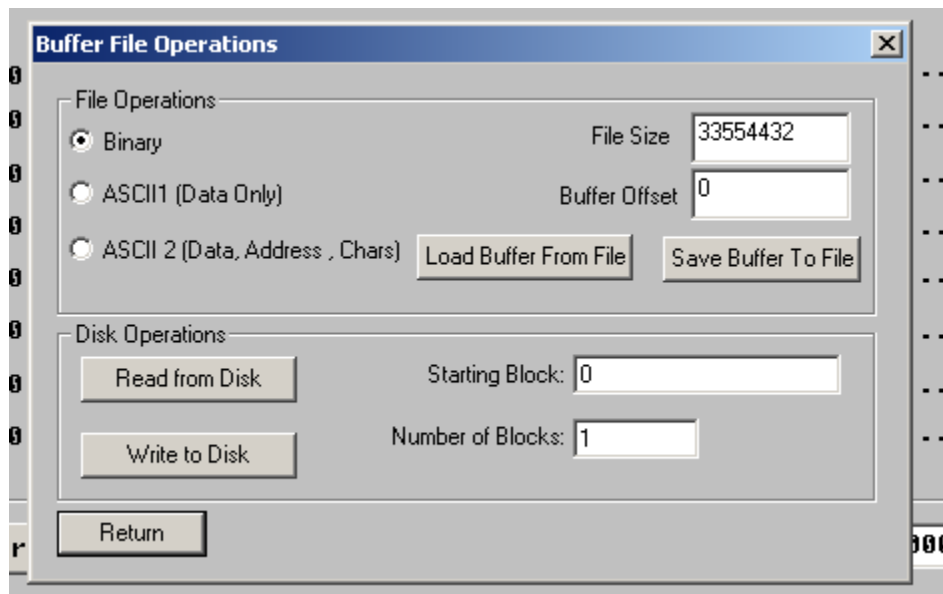 Buffer File Operations
File Operations
Binary
File Size 33554432
ASCII1 (Data Only)
Buffer Offset 0
ASCII 2 (Data, Address , Chars)
Load Buffer From File
Save Buffer To File
Disk Operations
Read from Disk
Starting Block: 0
Write to Disk
Number of Blocks: 1
Return